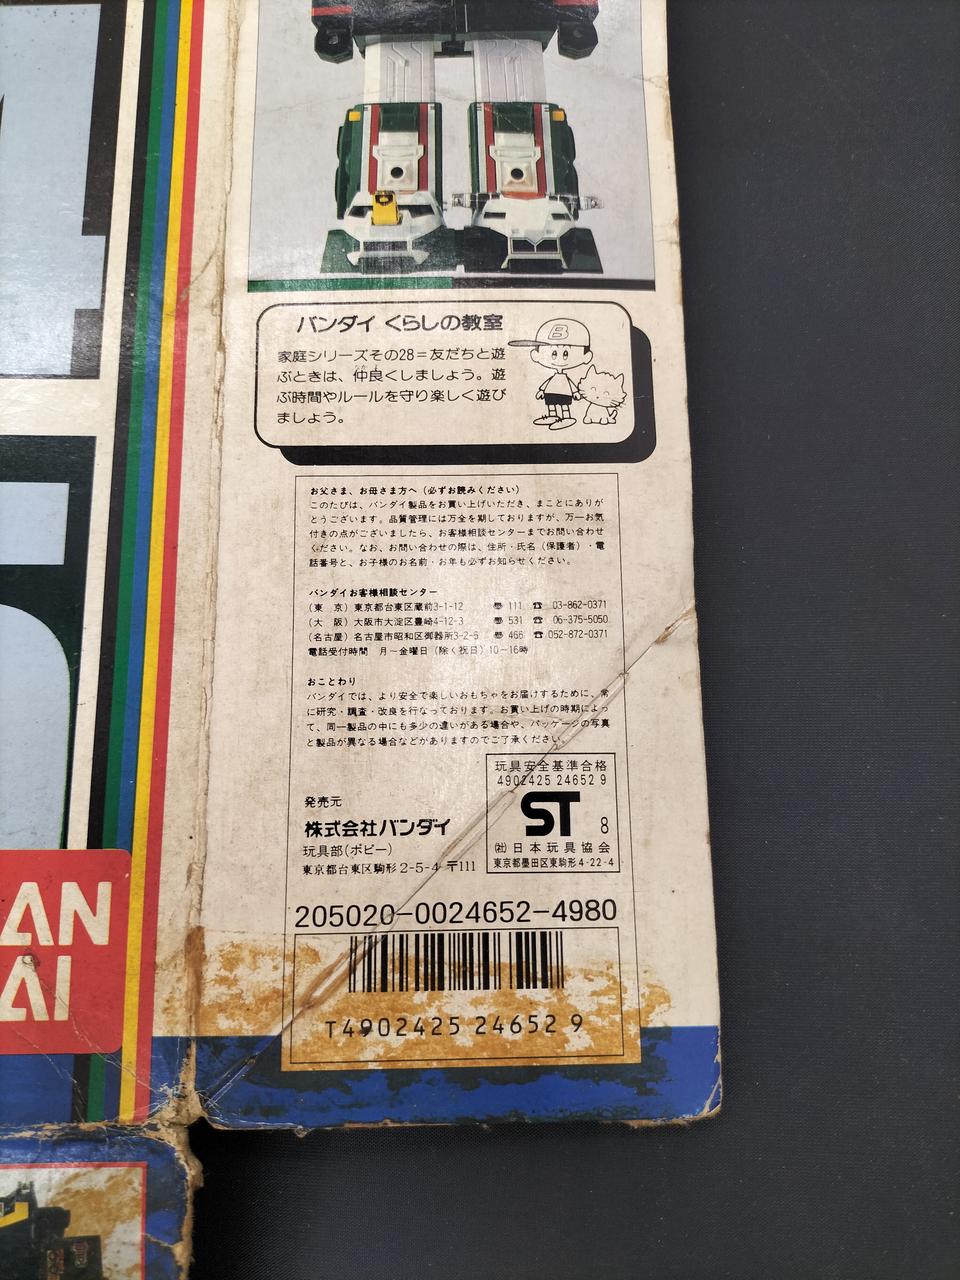 バンダイ くらしの教室
家庭シリーズその28=友だちと遊
ぶときは、仲良くしましょう。遊
ぶ時間やルールを守り楽しく遊び
ましょう。
B
お父さま、お母さま方へ（必ずお読みください）
このたびは、バンダイ製品をお買い上げいただき、まことにありが
とうございます。品質管理には万全を期しておりますが、万一お気
付きの点がございましたら、お客様相談センターまでお問い合わせ
ください。なお、お問い合わせの際は、住所・氏名（保護者）・電
話番号と、お子様のお名前・お年も必ずお知らせください。
バンダイお客様相談センター
（東　京）東京都台東区蔵前3-1-12 〠 111 ☎ 03-862-0371
（大　阪）大阪市大淀区豊崎4-12-3 〠 531 ☎ 06-375-5050
（名古屋）名古屋市昭和区御器所3-2-5 〠 466 ☎ 052-872-0371
電話受付時間　月～金曜日（除く祝日）10－16時
おことわり
バンダイでは、より安全で楽しいおもちゃをお届けするために、常
に研究・調査・改良を行なっております。お買い上げの時期によっ
て、同一製品の中にも多少の違いがある場合や、パッケージの写真
と製品が異なる場合などがありますのでご了承ください。
玩具安全基準合格
4902425 24652 9
ST 8
㈳日本玩具協会
東京都墨田区東駒形4-22-4
発売元
株式会社バンダイ
玩具部(ポピー)
東京都台東区駒形2-5-4 〒111
205020-0024652-4980
T4902425 24652 9
AN
AI